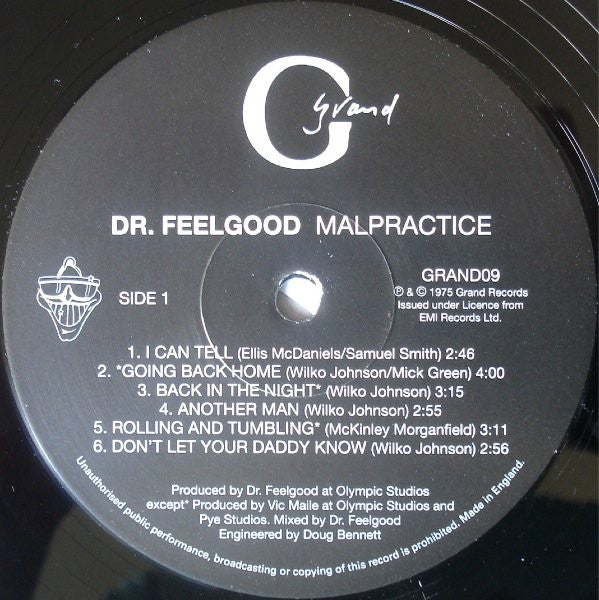 G grand
DR. FEELGOOD MALPRACTICE
SIDE 1
GRAND09
℗ & © 1975 Grand Records
Issued under Licence from
EMI Records Ltd.
1. I CAN TELL (Ellis McDaniels/Samuel Smith) 2:46
2. *GOING BACK HOME (Wilko Johnson/Mick Green) 4:00
3. BACK IN THE NIGHT* (Wilko Johnson) 3:15
4. ANOTHER MAN (Wilko Johnson) 2:55
5. ROLLING AND TUMBLING* (McKinley Morganfield) 3:11
6. DON'T LET YOUR DADDY KNOW (Wilko Johnson) 2:56
Produced by Dr. Feelgood at Olympic Studios
except* Produced by Vic Maile at Olympic Studios and
Pye Studios. Mixed by Dr. Feelgood
Engineered by Doug Bennett
Unauthorised public performance, broadcasting or copying of this record is prohibited. Made in England.